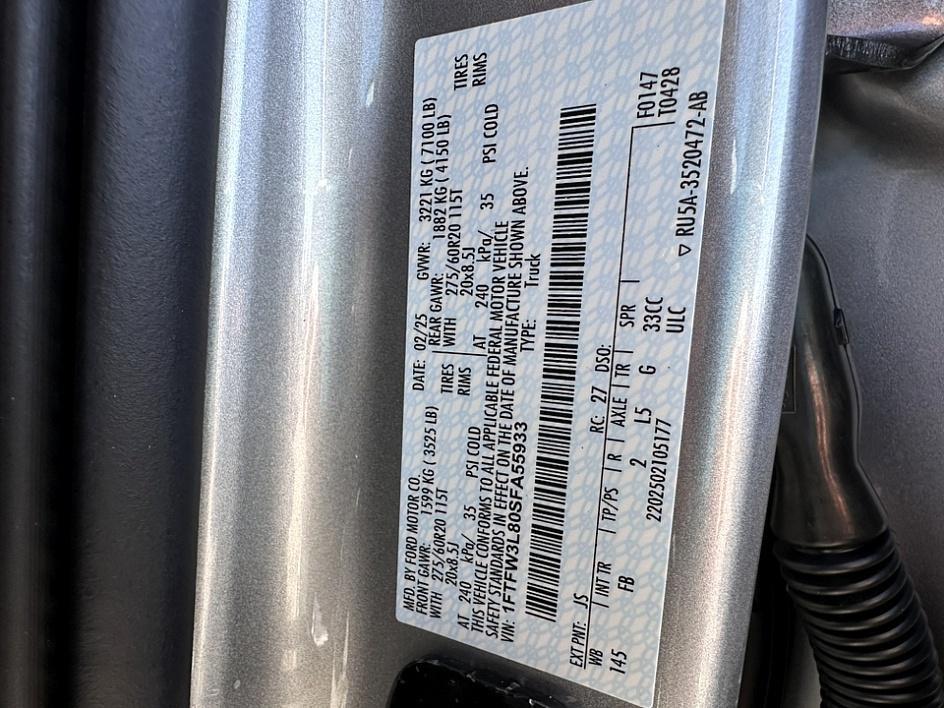 MFD. BY FORD MOTOR CO.
DATE: 02/25 GVWR: 3221 KG ( 7100 LB)
FRONT GAWR: 1599 KG ( 3525 LB) REAR GAWR: 1882 KG ( 4150 LB)
WITH 275/60R20 115T TIRES WITH 275/60R20 115T TIRES
20x8.5J RIMS 20x8.5J RIMS
AT 240 kPa/ 35 PSI COLD AT 240 kPa/ 35 PSI COLD
THIS VEHICLE CONFORMS TO ALL APPLICABLE FEDERAL MOTOR VEHICLE
SAFETY STANDARDS IN EFFECT ON THE DATE OF MANUFACTURE SHOWN ABOVE.
VIN: 1FTFW3L80SFA55933 TYPE: Truck
EXT PNT: JS RC: 27 DSO: F0147
WB INT TR TP/PS R AXLE TR SPR T0428
145 FB 2 L5 G 33CC
2202502105177 ULC
▽ RU5A-3520472-AB